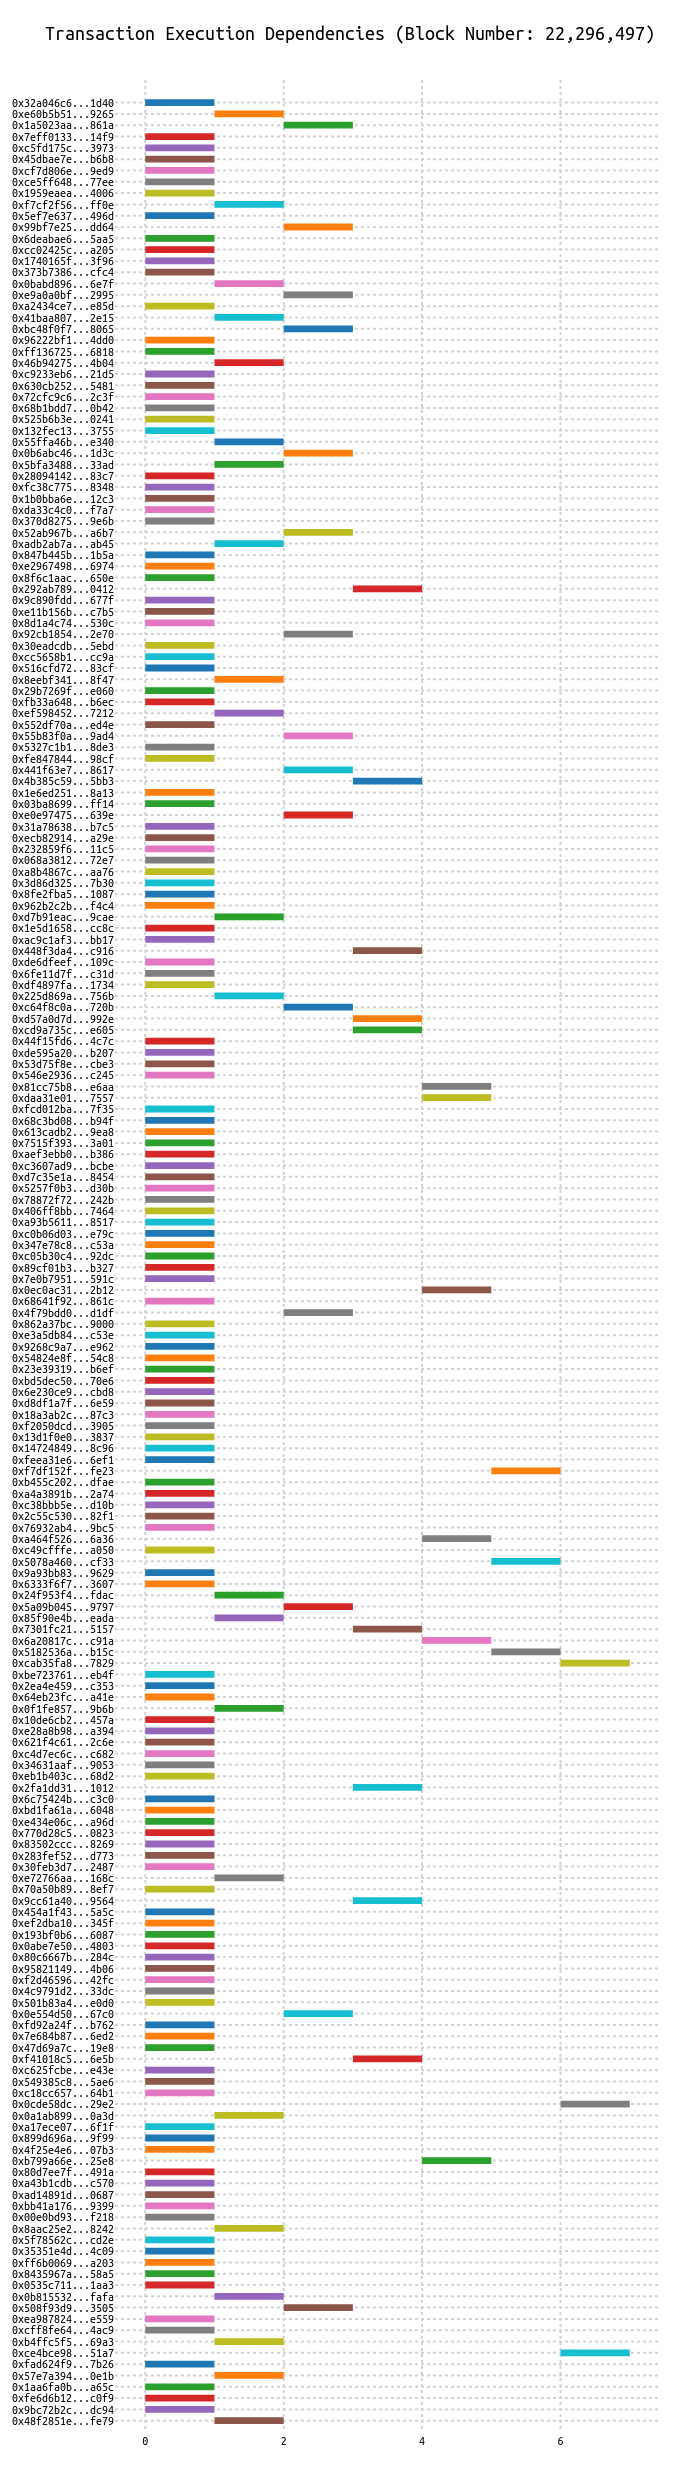 Transaction Execution Dependencies (Block Number: 22,296,497)
0x32a046c6...1d40
0xe60b5b51...9265
0x1a5023aa...861a
0x7eff0133...14f9
0xc5fd175c...3973
0x45dbae7e...b6b8
0xcf7d806e...9ed9
0xce5ff648...77ee
0x1959eaea...4006
0xf7cf2f56...ff0e
0x5ef7e637...496d
0x99bf7e25...dd64
0x6deabae6...5aa5
0xcc02425c...a205
0x1740165f...3f96
0x373b7386...cfc4
0x0babd896...6e7f
0xe9a0a0bf...2995
0xa2434ce7...e85d
0x41baa807...2e15
0xbc48f0f7...8065
0x96222bf1...4dd0
0xff136725...6818
0x46b94275...4b04
0xc9233eb6...21d5
0x630cb252...5481
0x72cfc9c6...2c3f
0x68b1bdd7...0b42
0x525b6b3e...0241
0x132fec13...3755
0x55ffa46b...e340
0x0b6abc46...1d3c
0x5bfa3488...33ad
0x28094142...83c7
0xfc38c775...8348
0x1b0bba6e...12c3
0xda33c4c0...f7a7
0x370d8275...9e6b
0x52ab967b...a6b7
0xadb2ab7a...ab45
0x847b445b...1b5a
0xe2967498...6974
0x8f6c1aac...650e
0x292ab789...0412
0x9c890fdd...677f
0xe11b156b...c7b5
0x8d1a4c74...530c
0x92cb1854...2e70
0x30eadcdb...5ebd
0xcc5658b1...cc9a
0x516cfd72...83cf
0x8eebf341...8f47
0x29b7269f...e060
0xfb33a648...b6ec
0xef598452...7212
0x552df70a...ed4e
0x55b83f0a...9ad4
0x5327c1b1...8de3
0xfe847844...98cf
0x441f63e7...8617
0x4b385c59...5bb3
0x1e6ed251...8a13
0x03ba8699...ff14
0xe0e97475...639e
0x31a78638...b7c5
0xecb82914...a29e
0x232859f6...11c5
0x068a3812...72e7
0xa8b4867c...aa76
0x3d86d325...7b30
0x8fe2fba5...1087
0x962b2c2b...f4c4
0xd7b91eac...9cae
0x1e5d1658...cc8c
0xac9c1af3...bb17
0x448f3da4...c916
0xde6dfeef...109c
0x6fe11d7f...c31d
0xdf4897fa...1734
0x225d869a...756b
0xc64f8c0a...720b
0xd57a0d7d...992e
0xcd9a735c...e605
0x44f15fd6...4c7c
0xde595a20...b207
0x53d75f8e...cbe3
0x546e2936...c245
0x81cc75b8...e6aa
0xdaa31e01...7557
0xfcd012ba...7f35
0x68c3bd08...b94f
0x613cadb2...9ea8
0x7515f393...3a01
0xaef3ebb0...b386
0xc3607ad9...bcbe
0xd7c35e1a...8454
0x5257f0b3...d30b
0x78872f72...242b
0x406ff8bb...7464
0xa93b5611...8517
0xc0b06d03...e79c
0x347e78c8...c53a
0xc05b30c4...92dc
0x89cf01b3...b327
0x7e0b7951...591c
0x0ec0ac31...2b12
0x68641f92...861c
0x4f79bdd0...d1df
0x862a37bc...9000
0xe3a5db84...c53e
0x9268c9a7...e962
0x54824e8f...54c8
0x23e39319...b6ef
0xbd5dec50...70e6
0x6e230ce9...cbd8
0xd8df1a7f...6e59
0x18a3ab2c...87c3
0xf2050dcd...3905
0x13d1f0e0...3837
0x14724849...8c96
0xfeea31e6...6ef1
0xf7df152f...fe23
0xb455c202...dfae
0xa4a3891b...2a74
0xc38bbb5e...d10b
0x2c55c530...82f1
0x76932ab4...9bc5
0xa464f526...6a36
0xc49cfffe...a050
0x5078a460...cf33
0x9a93bb83...9629
0x6333f6f7...3607
0x24f953f4...fdac
0x5a09b045...9797
0x85f90e4b...eada
0x7301fc21...5157
0x6a20817c...c91a
0x5182536a...b15c
0xcab35fa8...7829
0xbe723761...eb4f
0x2ea4e459...c353
0x64eb23fc...a41e
0x0f1fe857...9b6b
0x10de6cb2...457a
0xe28a8b98...a394
0x621f4c61...2c6e
0xc4d7ec6c...c682
0x34631aaf...9053
0xeb1b403c...68d2
0x2fa1dd31...1012
0x6c75424b...c3c0
0xbd1fa61a...6048
0xe434e06c...a96d
0x770d28c5...0823
0x83502ccc...8269
0x283fef52...d773
0x30feb3d7...2487
0xe72766aa...168c
0x70a50b89...8ef7
0x9cc61a40...9564
0x454a1f43...5a5c
0xef2dba10...345f
0x193bf0b6...6087
0x0abe7e50...4803
0x80c6667b...284c
0x95821149...4b06
0xf2d46596...42fc
0x4c9791d2...33dc
0x501b83a4...e0d0
0x0e554d50...67c0
0xfd92a24f...b762
0x7e684b87...6ed2
0x47d69a7c...19e8
0xf41018c5...6e5b
0xc625fcbe...e43e
0x549385c8...5ae6
0xc18cc657...64b1
0x0cde58dc...29e2
0x0a1ab899...0a3d
0xa17ece07...6f1f
0x899d696a...9f99
0x4f25e4e6...07b3
0xb799a66e...25e8
0x80d7ee7f...491a
0xa43b1cdb...c570
0xad14891d...0687
0xbb41a176...9399
0x00e0bd93...f218
0x8aac25e2...8242
0x5f78562c...cd2e
0x35351e4d...4c09
0xff6b0069...a203
0x8435967a...58a5
0x0535c711...1aa3
0x0b815532...fafa
0x508f93d9...3505
0xea987824...e559
0xcff8fe64...4ac9
0xb4ffc5f5...69a3
0xce4bce98...51a7
0xfad624f9...7b26
0x57e7a394...0e1b
0x1aa6fa0b...a65c
0xfe6d6b12...c0f9
0x9bc72b2c...dc94
0x48f2851e...fe79
0 2 4 6